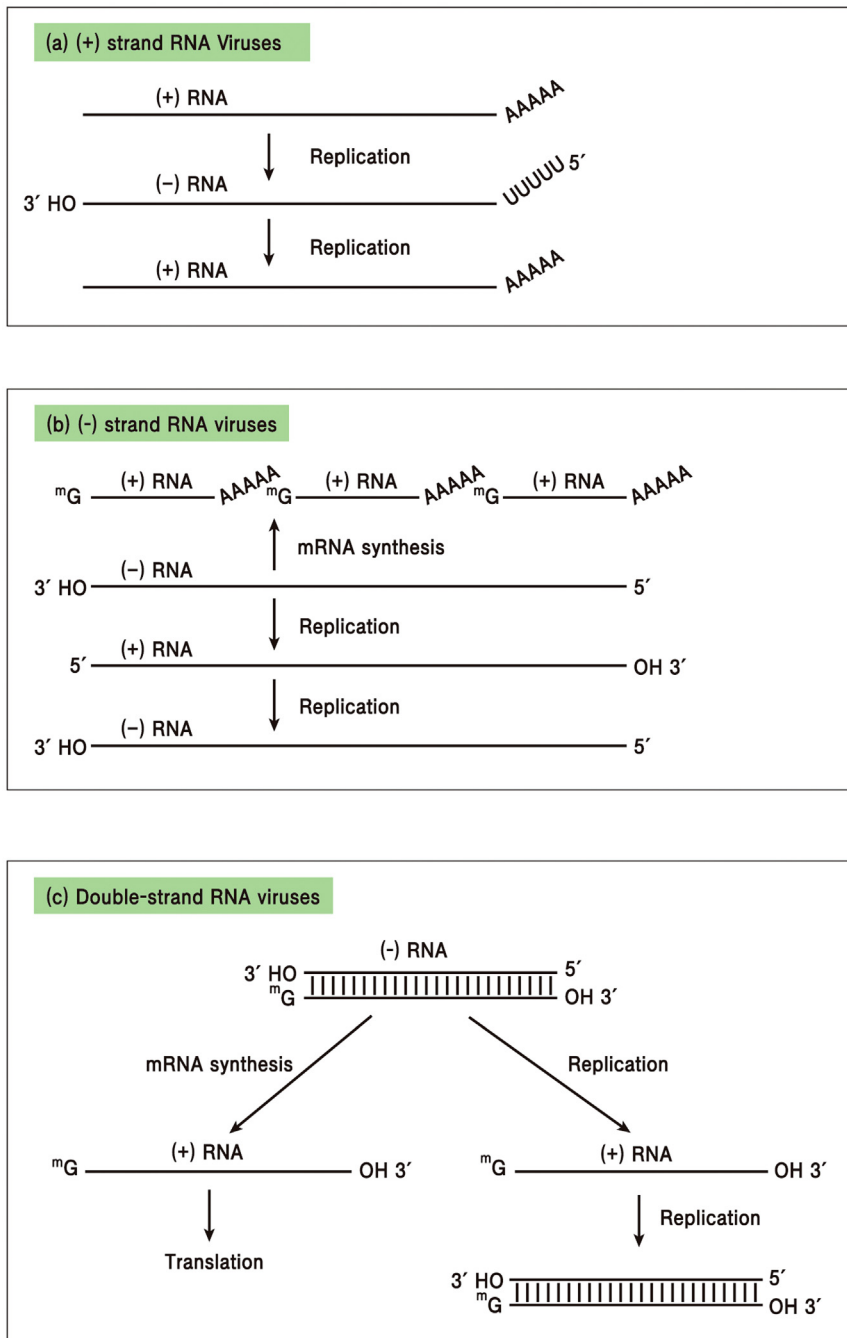 (a) (+) strand RNA Viruses
(+) RNA
AAAAA
Replication
(−) RNA
UUUUU 5′
3′ HO
Replication
(+) RNA
AAAAA
(b) (-) strand RNA viruses
mG (+) RNA AAAAA mG (+) RNA AAAAA mG (+) RNA AAAAA
mRNA synthesis
(−) RNA
3′ HO 5′
Replication
(+) RNA
5′ OH 3′
Replication
(−) RNA
3′ HO 5′
(c) Double-strand RNA viruses
(-) RNA
3′ HO 5′
mG OH 3′
mRNA synthesis Replication
(+) RNA (+) RNA
mG OH 3′ mG OH 3′
Replication
Translation
3′ HO 5′
mG OH 3′